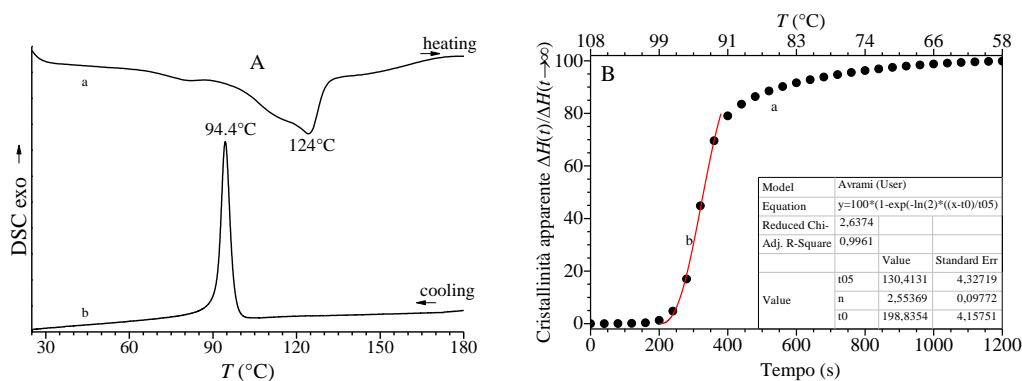 A
heating
a
94.4°C
124°C
DSC exo →
cooling
b
30 60 90 120 150 180
T (°C)
T (°C)
108 99 91 83 74 66 58
B
100
80
60
40
20
0
Cristallinità apparente ΔH(t)/ΔH(t→∞)
a
b
Model Avrami (User)
Equation y=100*(1-exp(-ln(2)*((x-t0)/t05)
Reduced Chi- 2,6374
Adj. R-Square 0,9961
Value Standard Err
Value
t05 130,4131 4,32719
n 2,55369 0,09772
t0 198,8354 4,15751
0 200 400 600 800 1000 1200
Tempo (s)